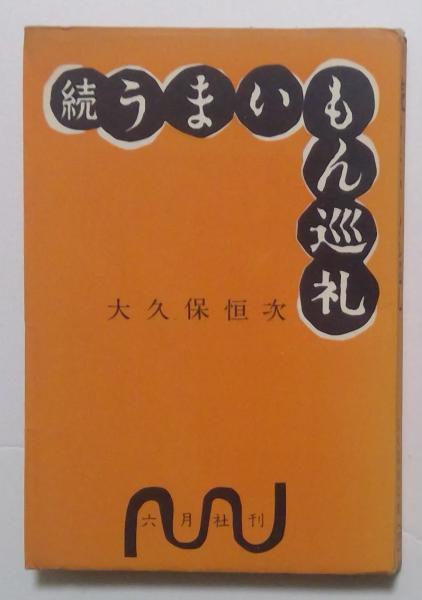 続うまいもん巡礼
大久保恒次
六月社刊